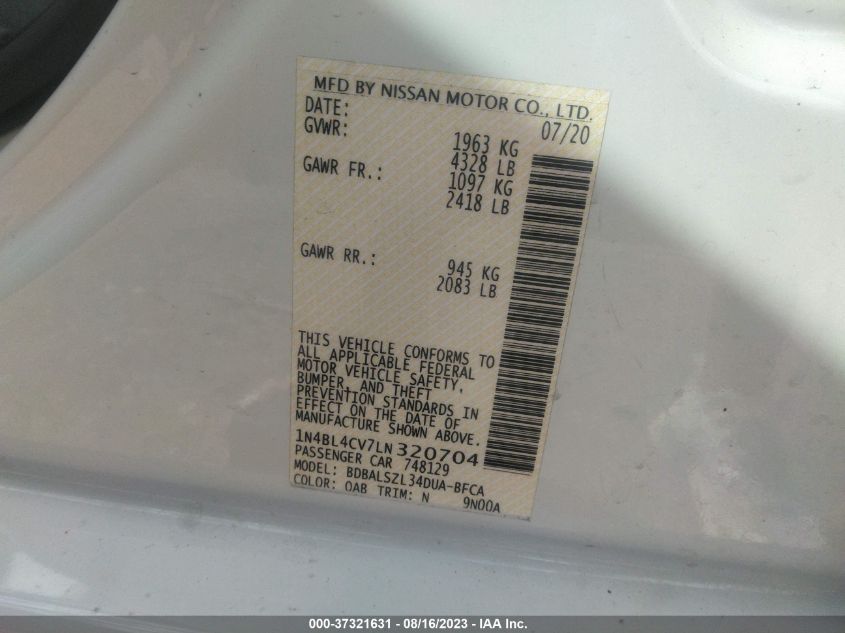 MFD BY NISSAN MOTOR CO., LTD.
DATE: 07/20
GVWR: 1963 KG
4328 LB
GAWR FR.: 1097 KG
2418 LB
GAWR RR.: 945 KG
2083 LB
THIS VEHICLE CONFORMS TO
ALL APPLICABLE FEDERAL
MOTOR VEHICLE SAFETY,
BUMPER, AND THEFT
PREVENTION STANDARDS IN
EFFECT ON THE DATE OF
MANUFACTURE SHOWN ABOVE.
1N4BL4CV7LN320704
PASSENGER CAR 748129
MODEL: BDBALSZL34DUA-BFCA
COLOR: QAB TRIM: N 9N00A
000-37321631 - 08/16/2023 - IAA Inc.